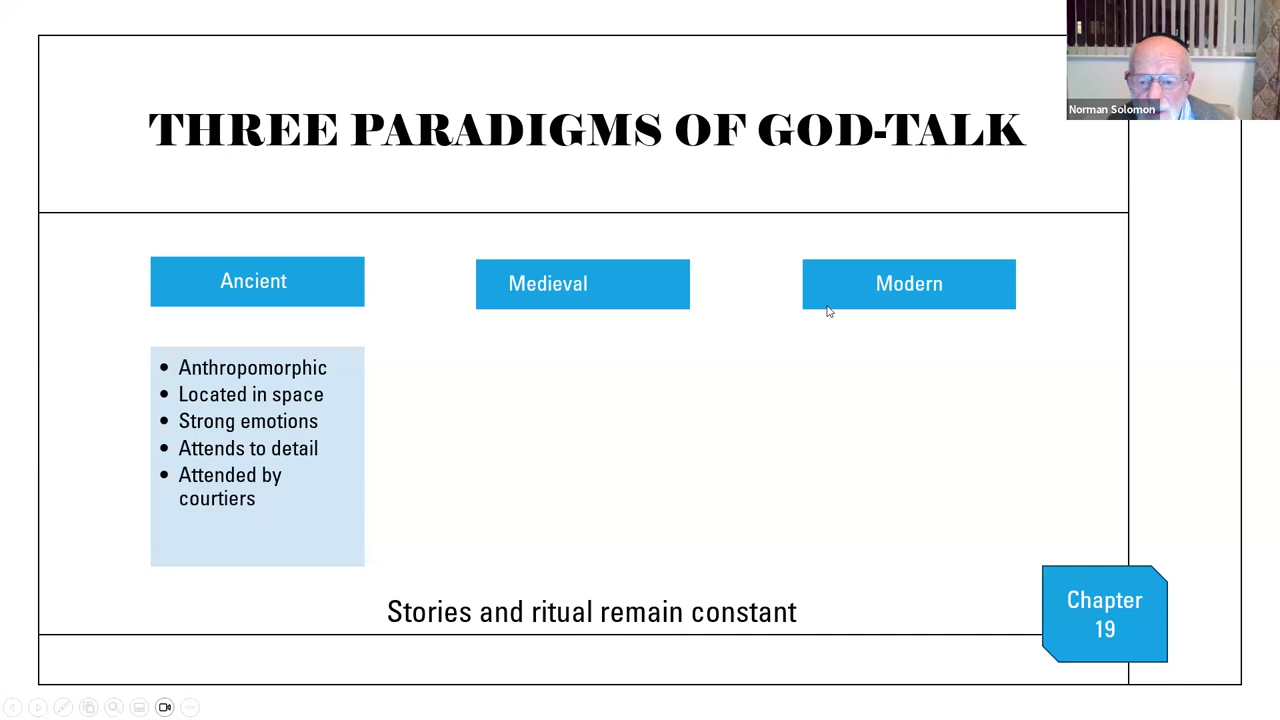 Norman Solomon
THREE PARADIGMS OF GOD-TALK
Ancient
Medieval
Modern
• Anthropomorphic
• Located in space
• Strong emotions
• Attends to detail
• Attended by
courtiers
Stories and ritual remain constant
Chapter
19